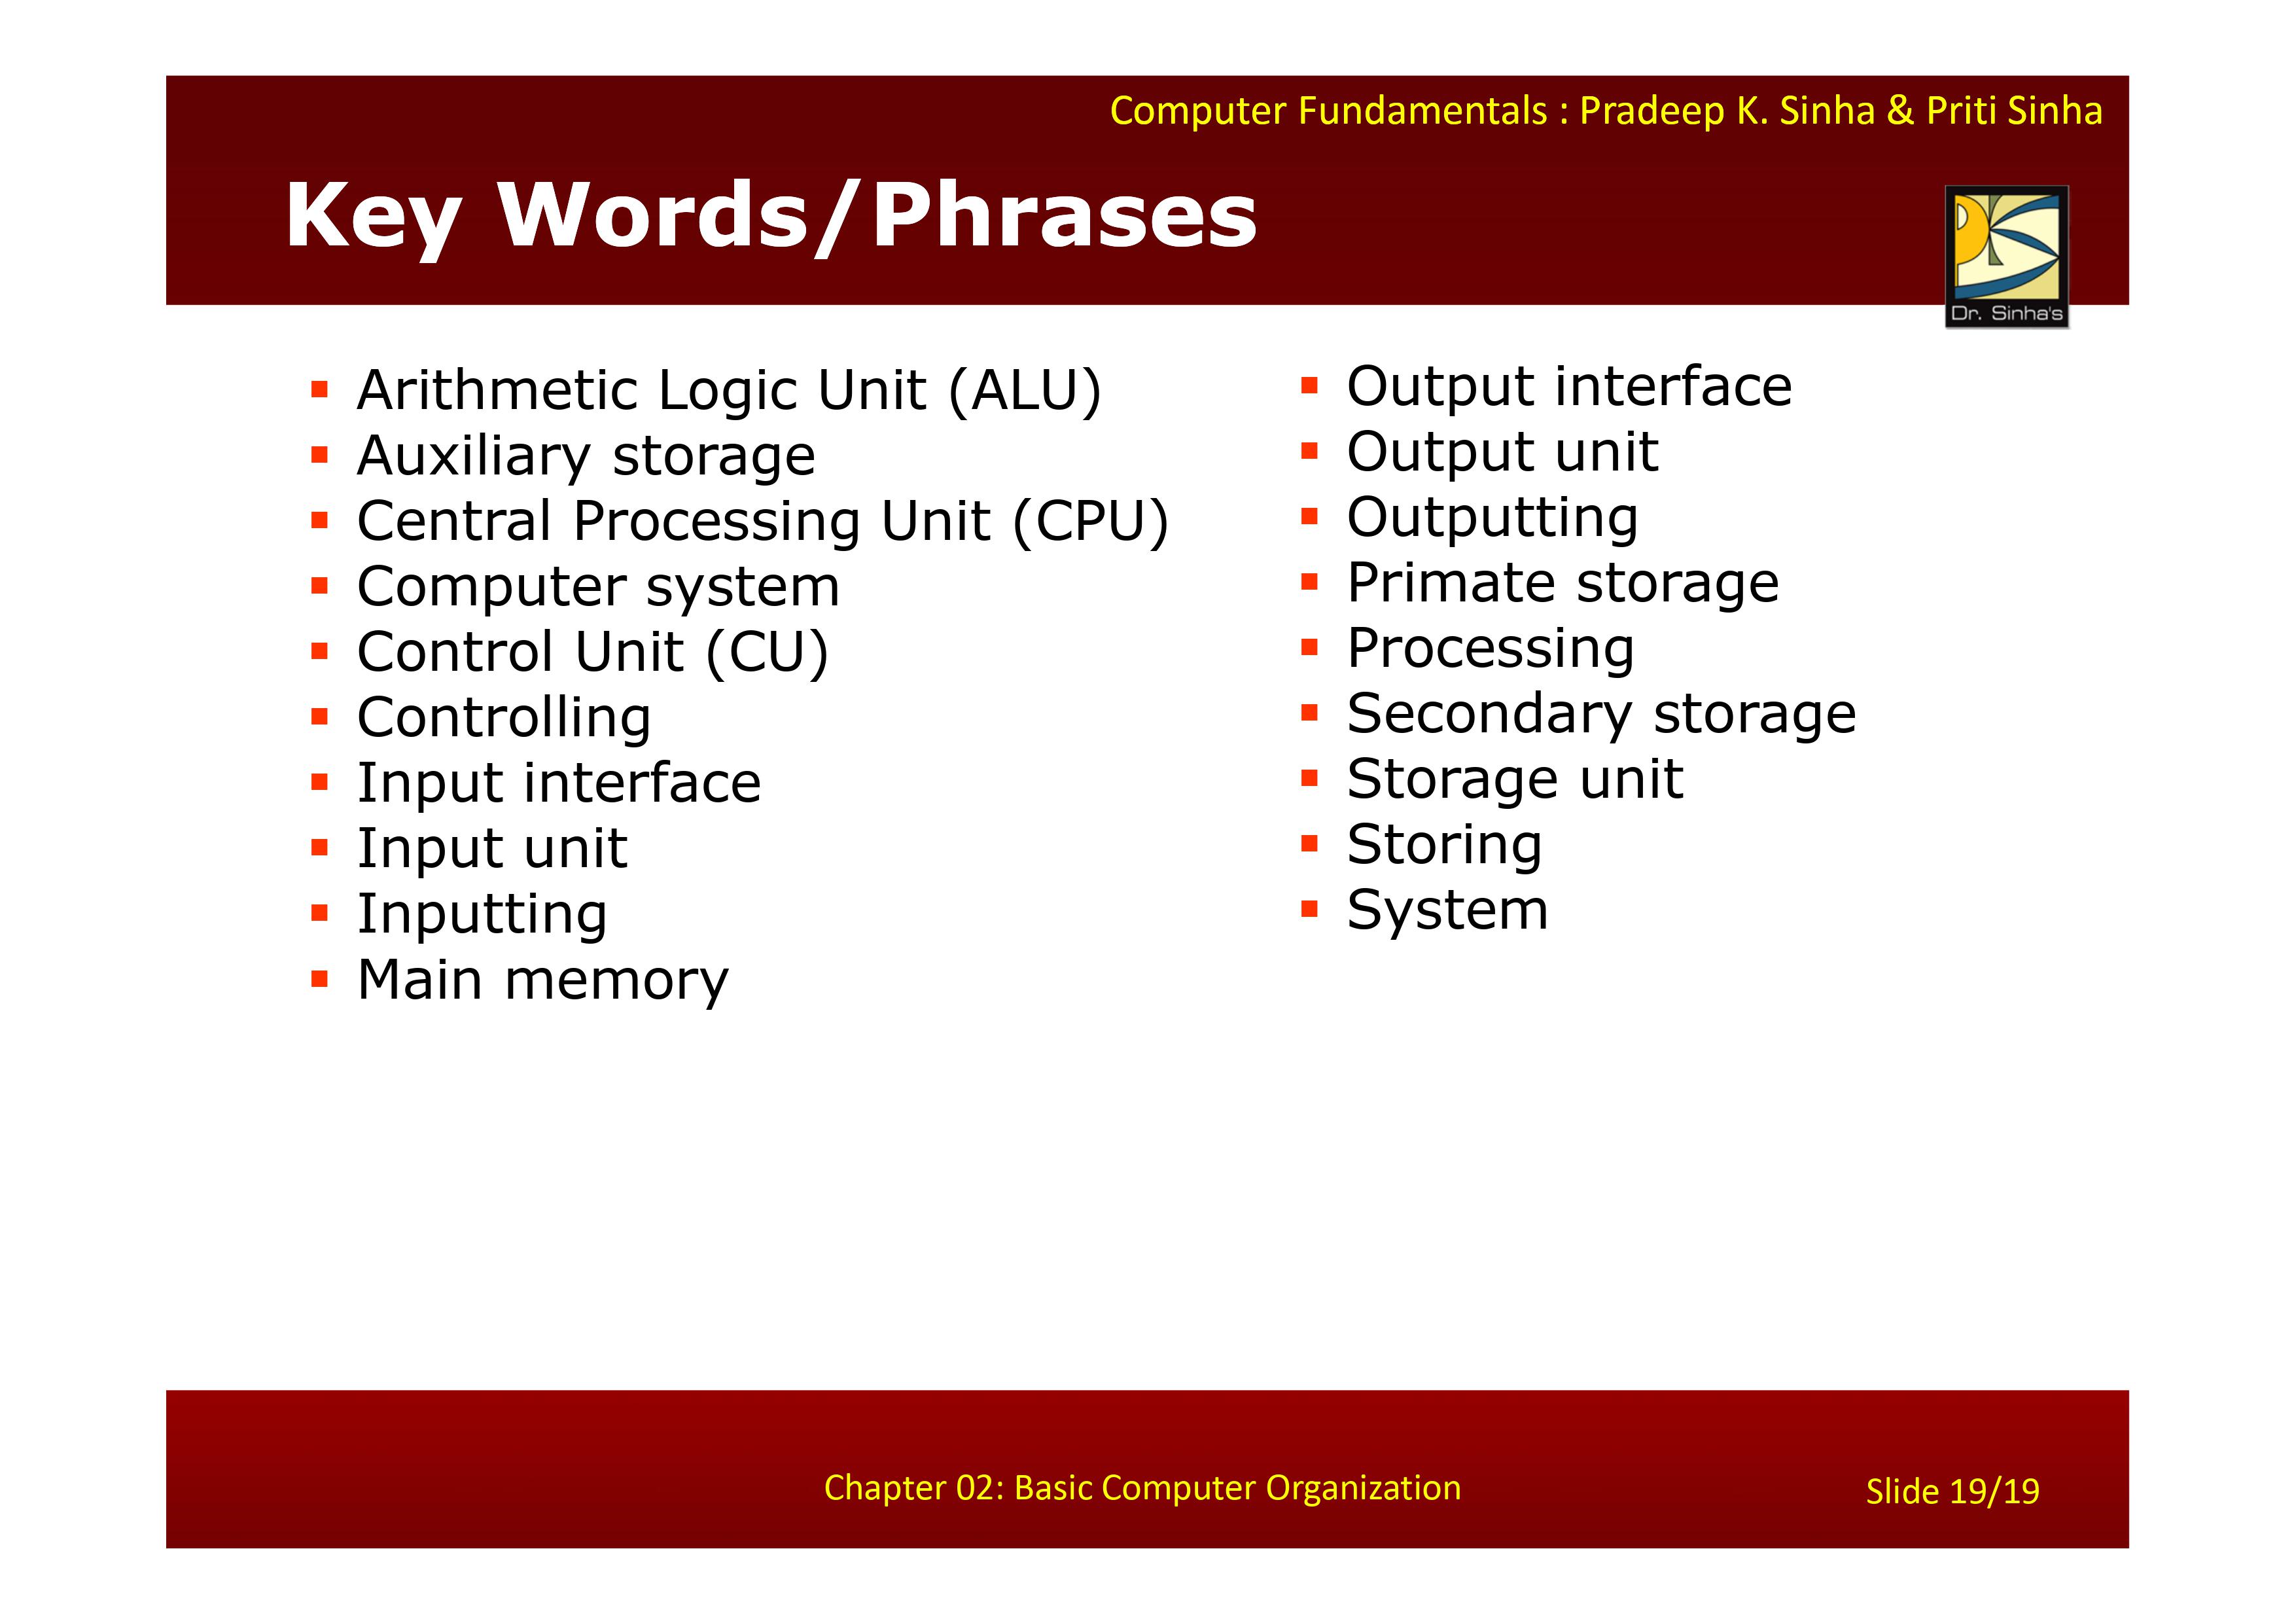 Computer Fundamentals : Pradeep K. Sinha & Priti Sinha
Key Words/Phrases
Dr. Sinha's
▪ Arithmetic Logic Unit (ALU)
▪ Auxiliary storage
▪ Central Processing Unit (CPU)
▪ Computer system
▪ Control Unit (CU)
▪ Controlling
▪ Input interface
▪ Input unit
▪ Inputting
▪ Main memory
▪ Output interface
▪ Output unit
▪ Outputting
▪ Primate storage
▪ Processing
▪ Secondary storage
▪ Storage unit
▪ Storing
▪ System
Chapter 02: Basic Computer Organization
Slide 19/19